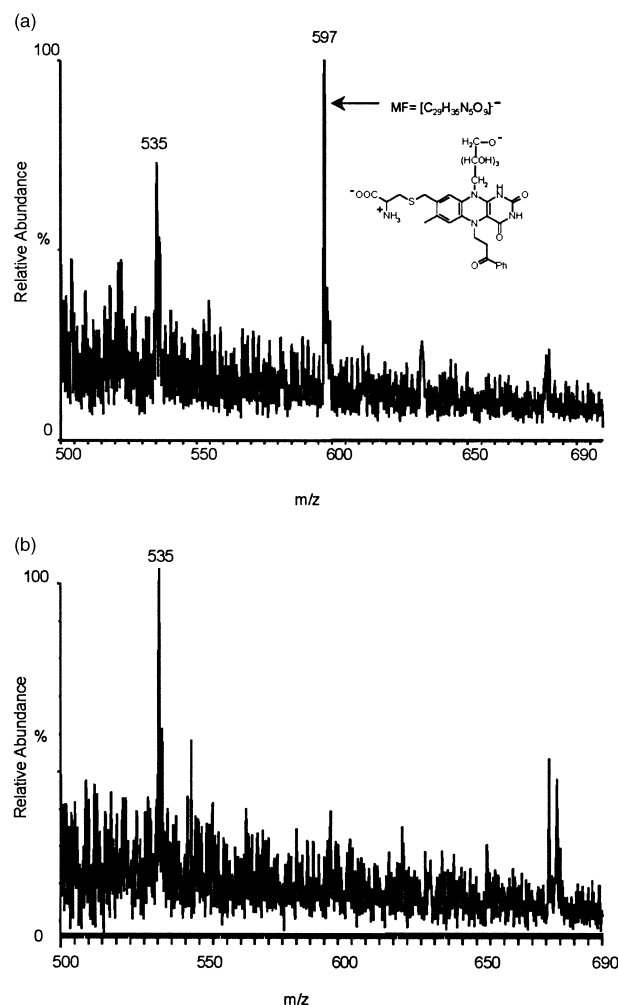 (a)
597
100
MF= [C29H35N5O9]-•
535
H2C—O-
(HCOH)3
CH2
-OOC
S
N
H
N
O
NH3
+
N
NH
O
O
Ph
Relative Abundance
%
0
500
550
600
650
690
m/z
(b)
535
100
Relative Abundance
%
0
500
550
600
650
690
m/z